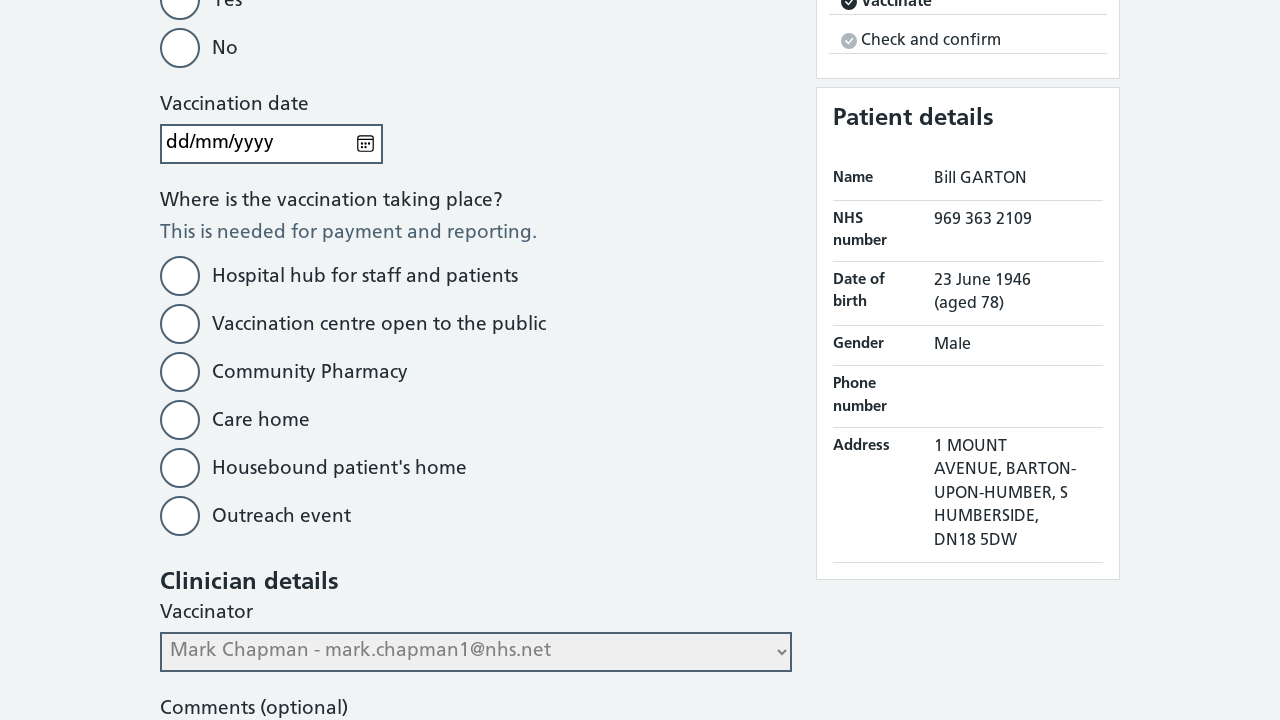 Yes
No
Vaccination date
dd/mm/yyyy
Where is the vaccination taking place?
This is needed for payment and reporting.
Hospital hub for staff and patients
Vaccination centre open to the public
Community Pharmacy
Care home
Housebound patient's home
Outreach event
Clinician details
Vaccinator
Mark Chapman - mark.chapman1@nhs.net
Comments (optional)
Vaccinate
Check and confirm
Patient details
Name Bill GARTON
NHS number 969 363 2109
Date of birth 23 June 1946
(aged 78)
Gender Male
Phone number
Address 1 MOUNT
AVENUE, BARTON-
UPON-HUMBER, S
HUMBERSIDE,
DN18 5DW